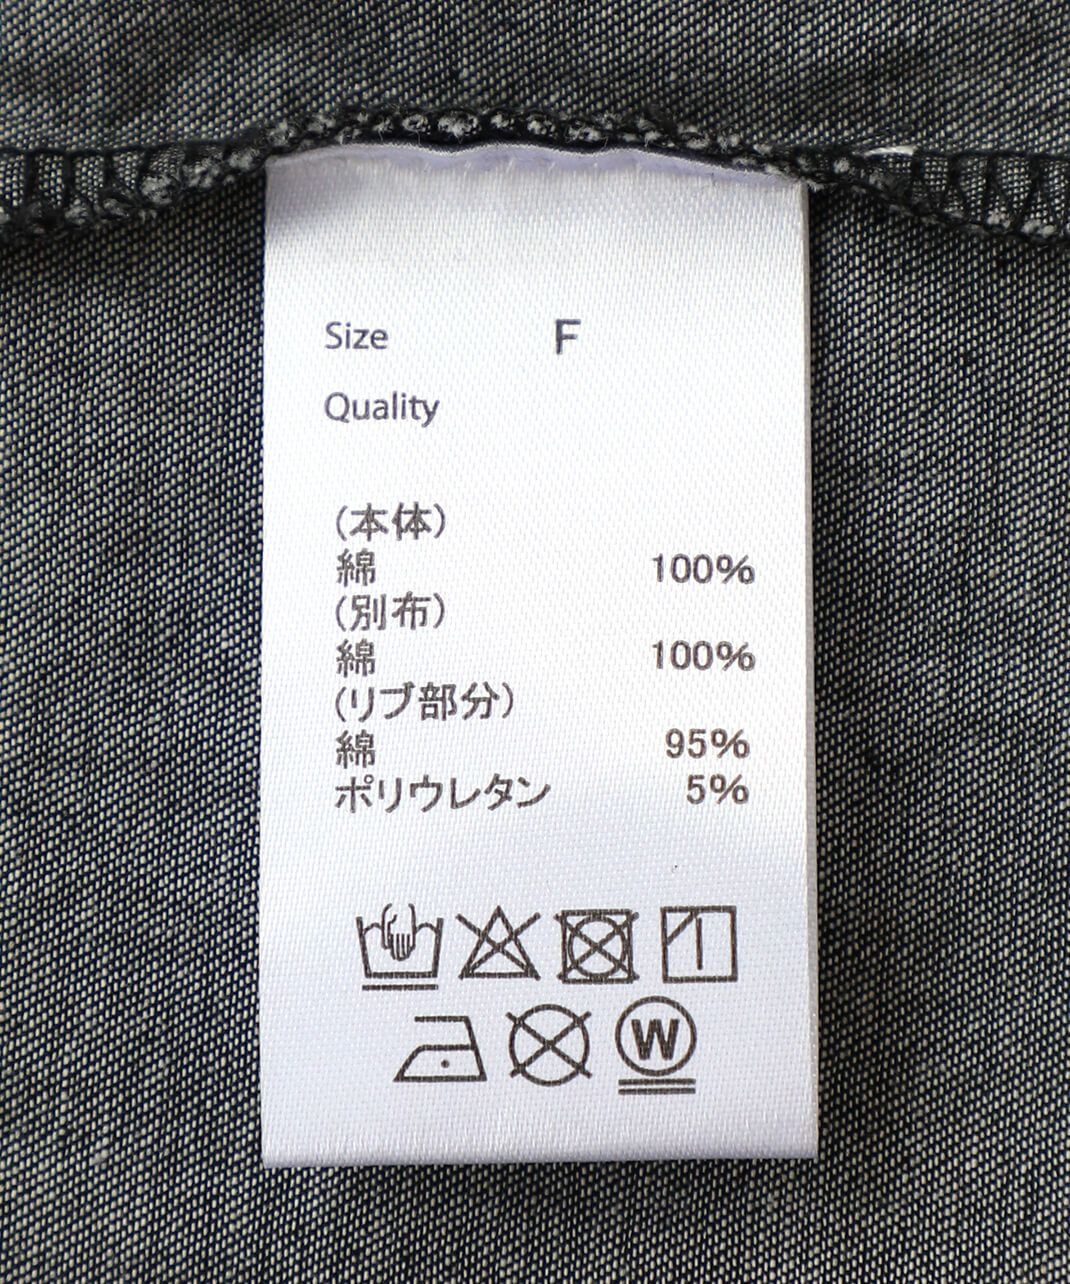 Size F
Quality
(本体)
綿 100%
(別布)
綿 100%
(リブ部分)
綿 95%
ポリウレタン 5%
W